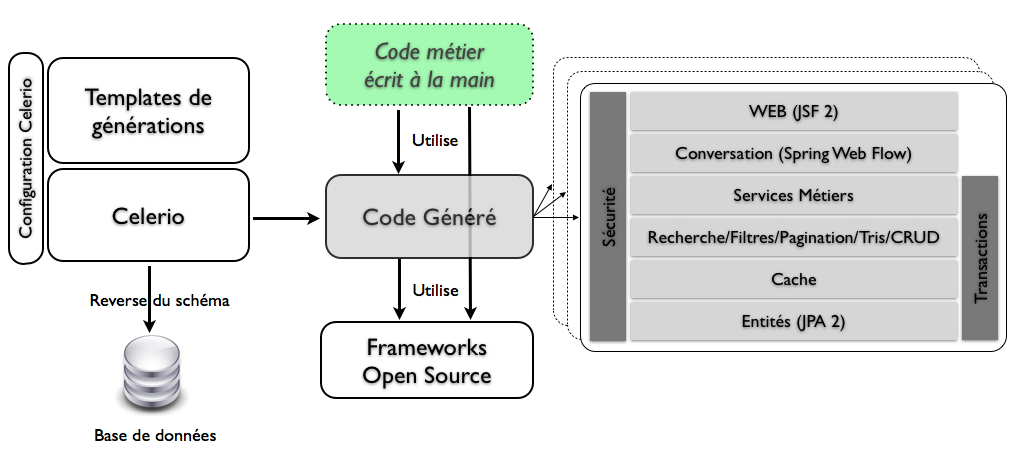 Configuration Celerio
Templates de
générations
Celerio
Reverse du schéma
Base de données
Code métier
écrit à la main
Utilise
Code Généré
Utilise
Frameworks
Open Source
Sécurité
WEB (JSF 2)
Conversation (Spring Web Flow)
Services Métiers
Recherche/Filtres/Pagination/Tris/CRUD
Cache
Entités (JPA 2)
Transactions